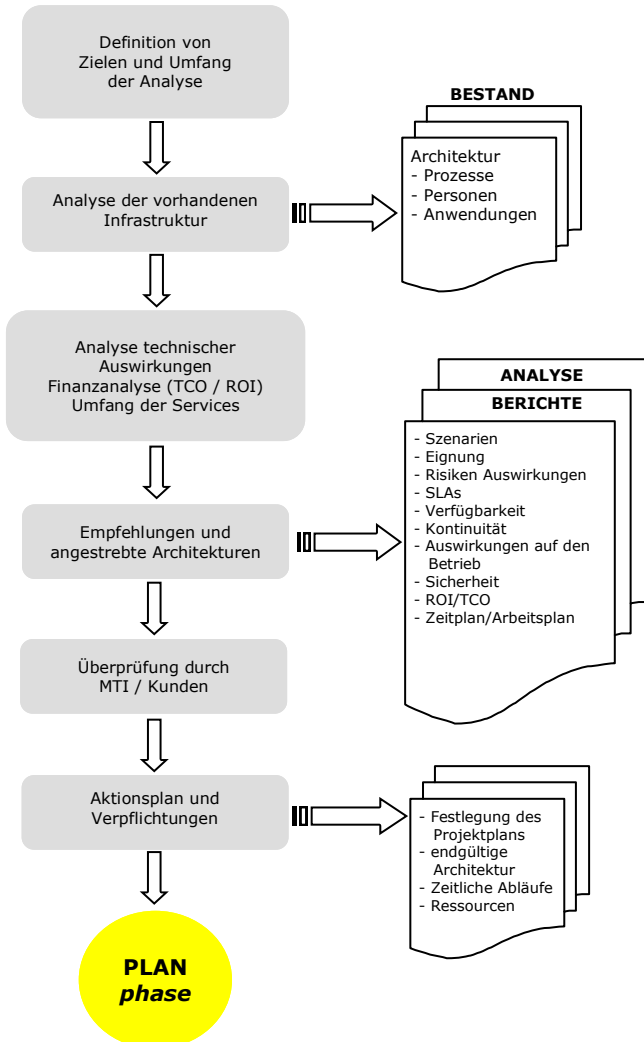 Definition von
Zielen und Umfang
der Analyse
BESTAND
Architektur
- Prozesse
- Personen
- Anwendungen
Analyse der vorhandenen
Infrastruktur
Analyse technischer
Auswirkungen
Finanzanalyse (TCO / ROI)
Umfang der Services
ANALYSE
BERICHTE
- Szenarien
- Eignung
- Risiken Auswirkungen
- SLAs
- Verfügbarkeit
- Kontinuität
- Auswirkungen auf den
Betrieb
- Sicherheit
- ROI/TCO
- Zeitplan/Arbeitsplan
Empfehlungen und
angestrebte Architekturen
Überprüfung durch
MTI / Kunden
Aktionsplan und
Verpflichtungen
- Festlegung des
Projektplans
- endgültige
Architektur
- Zeitliche Abläufe
- Ressourcen
PLAN
phase